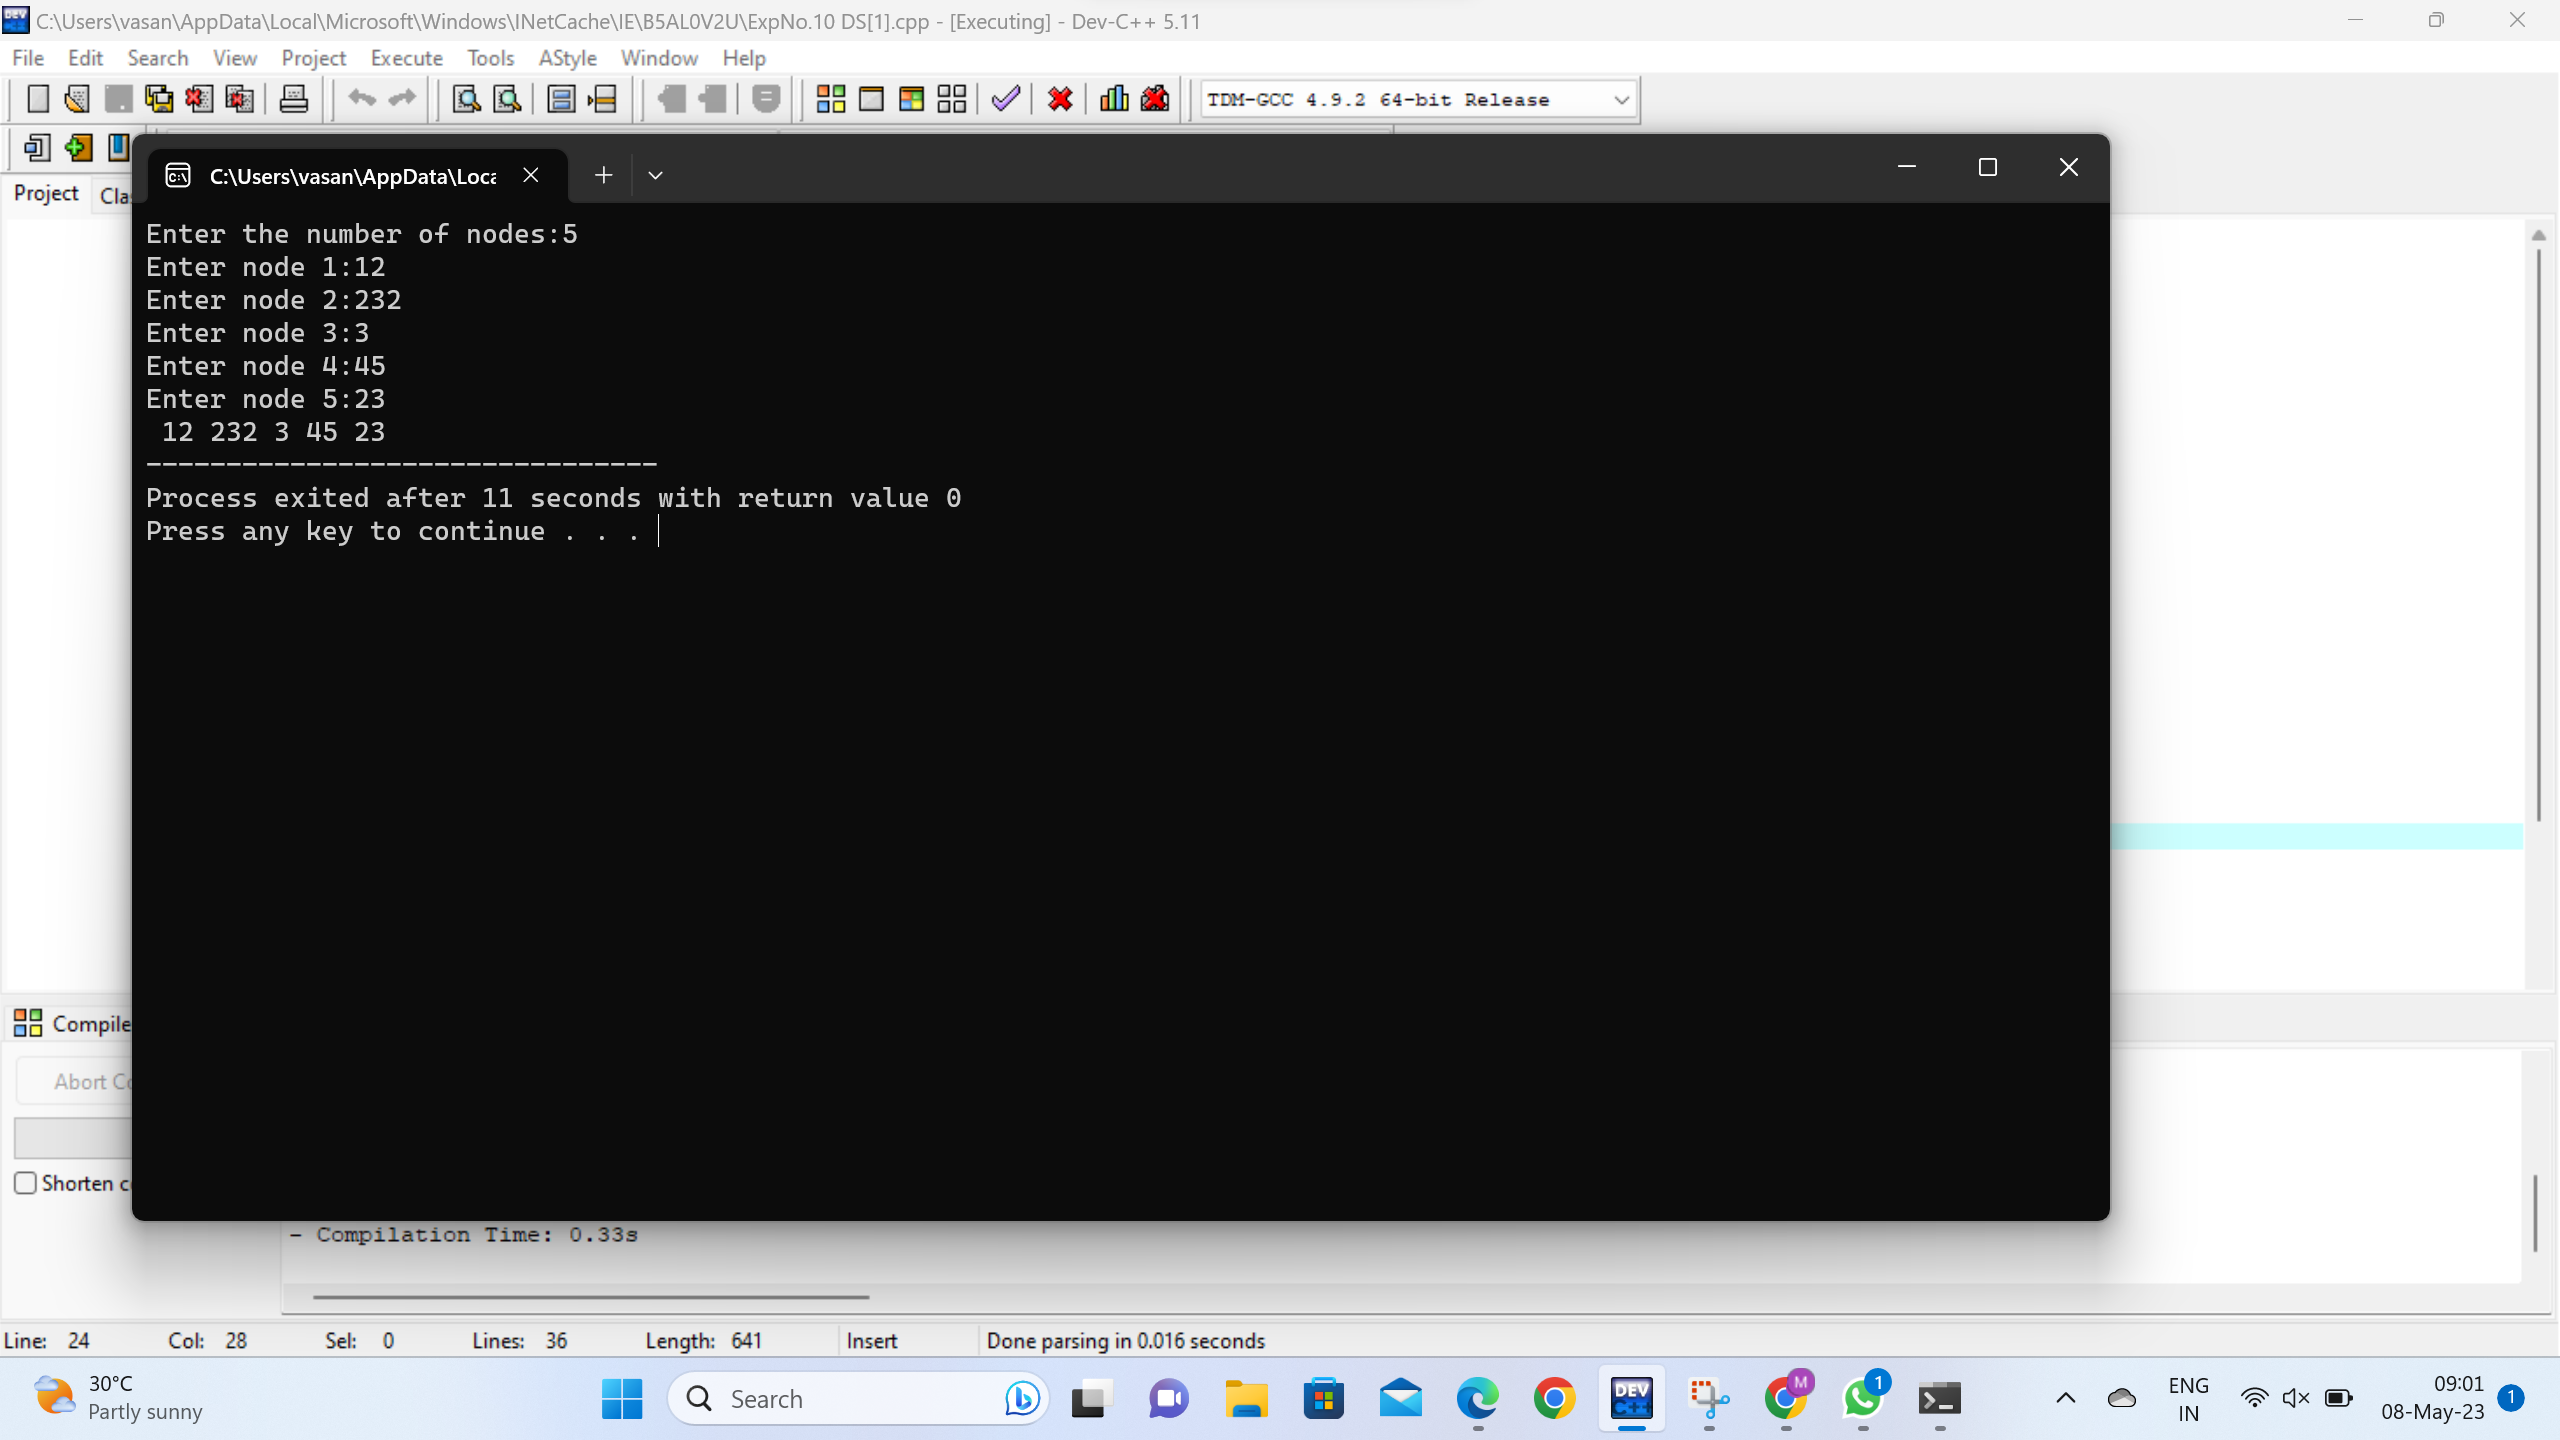 C:\Users\vasan\AppData\Local\Microsoft\Windows\INetCache\IE\B5AL0V2U\ExpNo.10 DS[1].cpp - [Executing] - Dev-C++ 5.11
File Edit Search View Project Execute Tools AStyle Window Help
TDM-GCC 4.9.2 64-bit Release
C:\Users\vasan\AppData\Loca
Project Cla
Enter the number of nodes:5
Enter node 1:12
Enter node 2:232
Enter node 3:3
Enter node 4:45
Enter node 5:23
12 232 3 45 23
--------------------------------
Process exited after 11 seconds with return value 0
Press any key to continue . . .
Compile
Abort Co
Shorten c
- Compilation Time: 0.33s
Line: 24 Col: 28 Sel: 0 Lines: 36 Length: 641 Insert Done parsing in 0.016 seconds
30°C
Partly sunny
Search
DEV
C++
M
1
ENG
IN
09:01
08-May-23
1